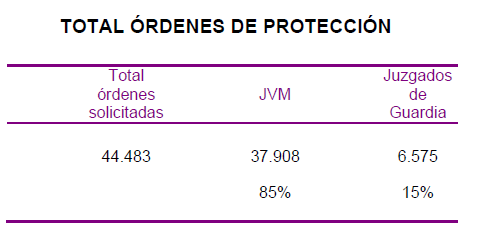 TOTAL ÓRDENES DE PROTECCIÓN
Total órdenes solicitadas JVM Juzgados de Guardia
44.483 37.908 6.575
85% 15%